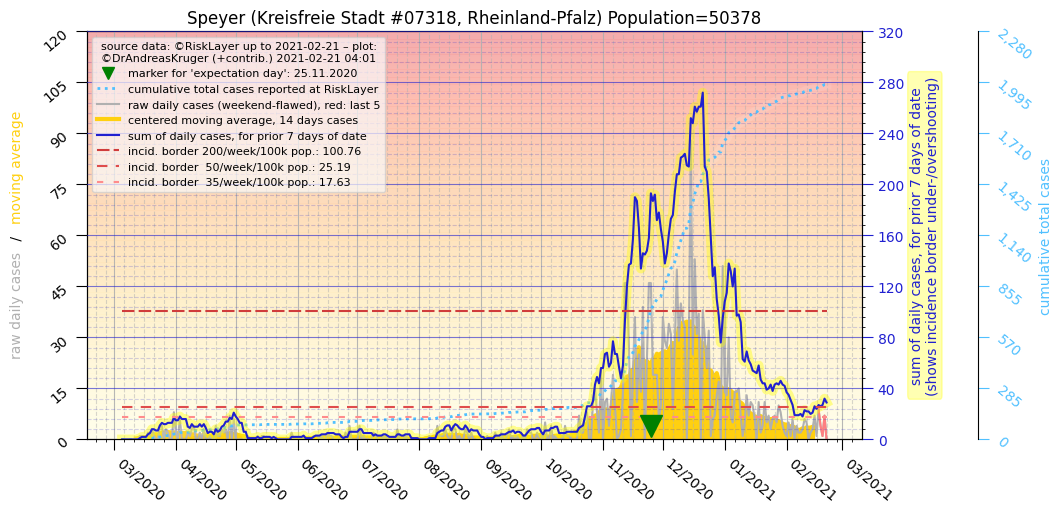 Speyer (Kreisfreie Stadt #07318, Rheinland-Pfalz) Population=50378
source data: ©RiskLayer up to 2021-02-21 – plot:
©DrAndreasKruger (+contrib.) 2021-02-21 04:01
marker for 'expectation day': 25.11.2020
cumulative total cases reported at RiskLayer
raw daily cases (weekend-flawed), red: last 5
centered moving average, 14 days cases
sum of daily cases, for prior 7 days of date
incid. border 200/week/100k pop.: 100.76
incid. border  50/week/100k pop.: 25.19
incid. border  35/week/100k pop.: 17.63
raw daily cases / moving average
120
105
90
75
60
45
30
15
0
03/2020
04/2020
05/2020
06/2020
07/2020
08/2020
09/2020
10/2020
11/2020
12/2020
01/2021
02/2021
03/2021
320
280
240
200
160
120
80
40
0
sum of daily cases, for prior 7 days of date
(shows incidence border under-/overshooting)
2,280
1,995
1,710
1,425
1,140
855
570
285
0
cumulative total cases